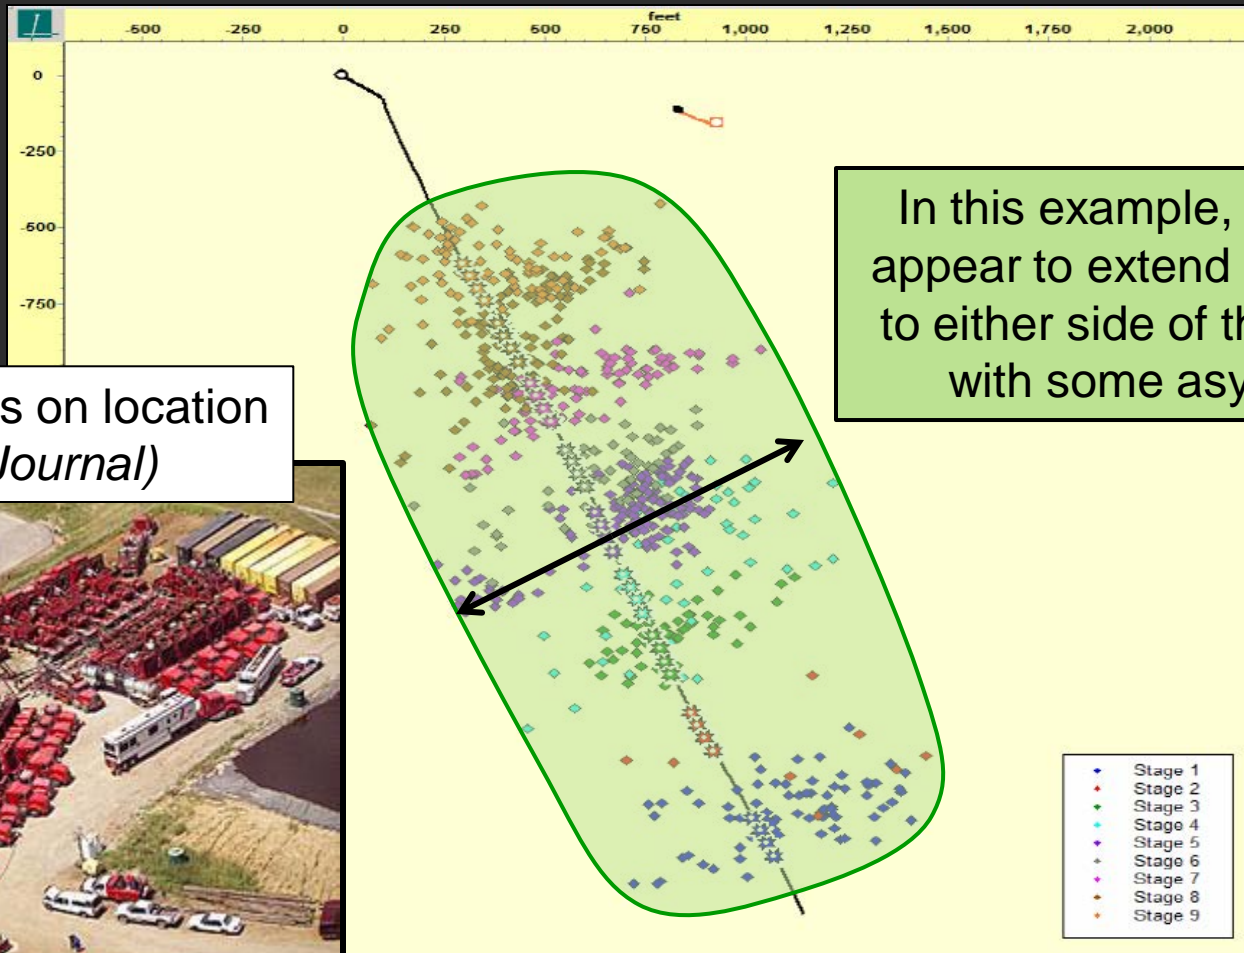 feet
-500 -250 0 250 500 750 1,000 1,250 1,500 1,750 2,000
0
-250
-500
-750
In this example,
appear to extend
to either side of th
with some asy
s on location
Journal)
Stage 1
Stage 2
Stage 3
Stage 4
Stage 5
Stage 6
Stage 7
Stage 8
Stage 9